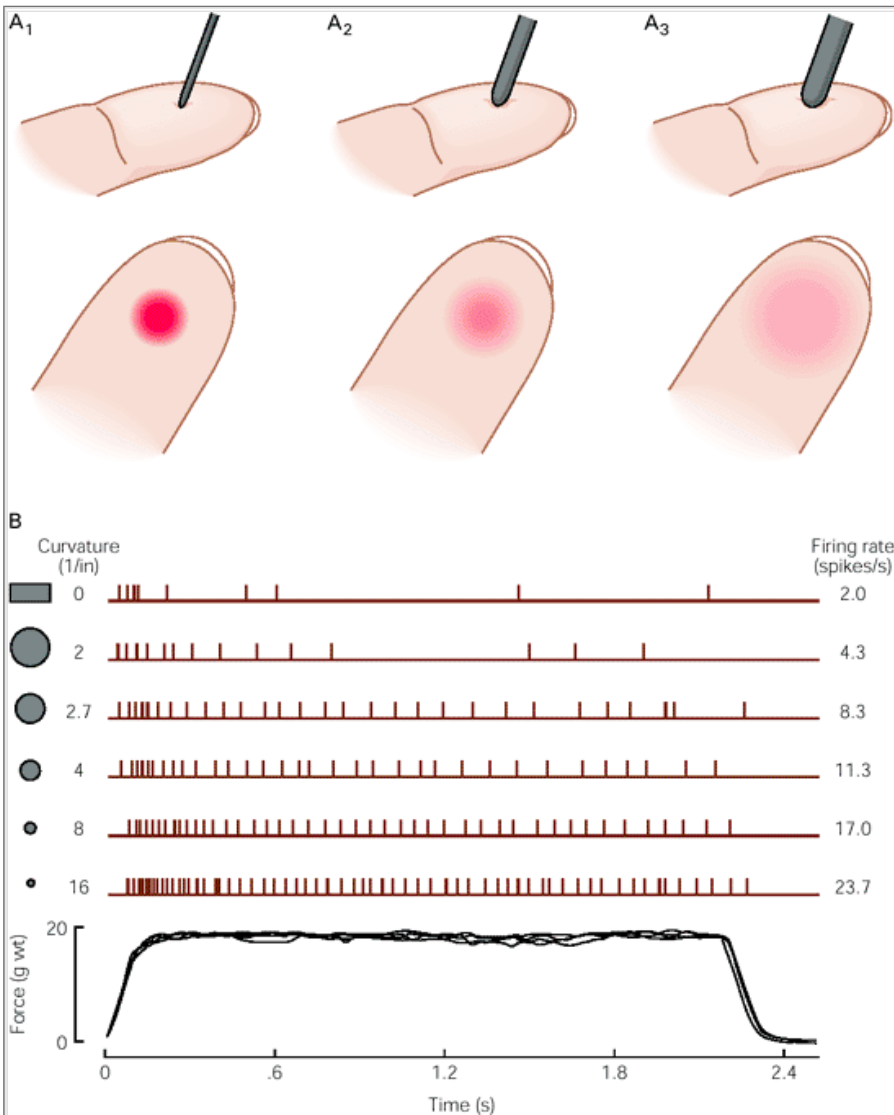 A1
A2
A3
B
Curvature
(1/in)
Firing rate
(spikes/s)
0
2.0
2
4.3
2.7
8.3
4
11.3
8
17.0
16
23.7
20
Force (g wt)
0
0
.6
1.2
1.8
2.4
Time (s)